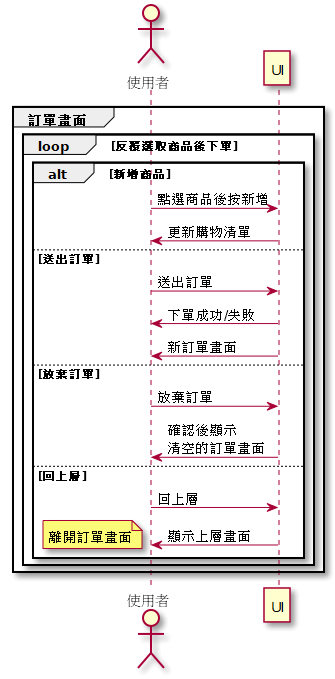 使用者
UI
訂單畫面
loop [反覆選取商品後下單]
alt [新增商品]
點選商品後按新增
更新購物清單
[送出訂單]
送出訂單
下單成功/失敗
新訂單畫面
[放棄訂單]
放棄訂單
確認後顯示
清空的訂單畫面
[回上層]
回上層
離開訂單畫面
顯示上層畫面
使用者
UI